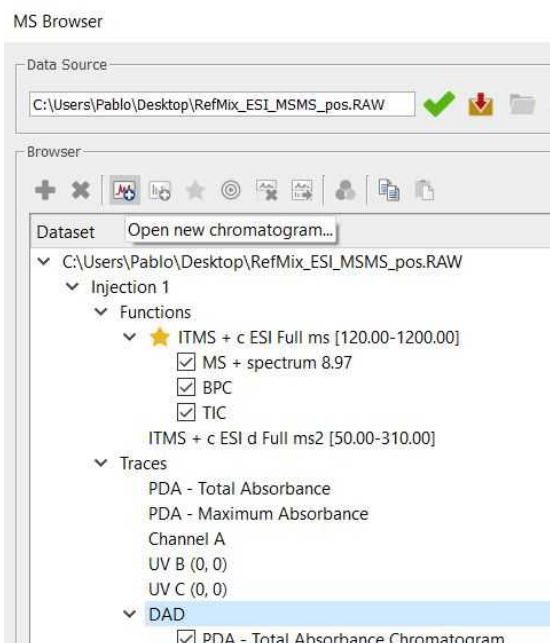 MS Browser
Data Source
C:\Users\Pablo\Desktop\RefMix_ESI_MSMS_pos.RAW
Browser
Dataset
Open new chromatogram...
C:\Users\Pablo\Desktop\RefMix_ESI_MSMS_pos.RAW
Injection 1
Functions
ITMS + c ESI Full ms [120.00-1200.00]
MS + spectrum 8.97
BPC
TIC
ITMS + c ESI d Full ms2 [50.00-310.00]
Traces
PDA - Total Absorbance
PDA - Maximum Absorbance
Channel A
UV B (0, 0)
UV C (0, 0)
DAD
PDA - Total Absorbance Chromatogram